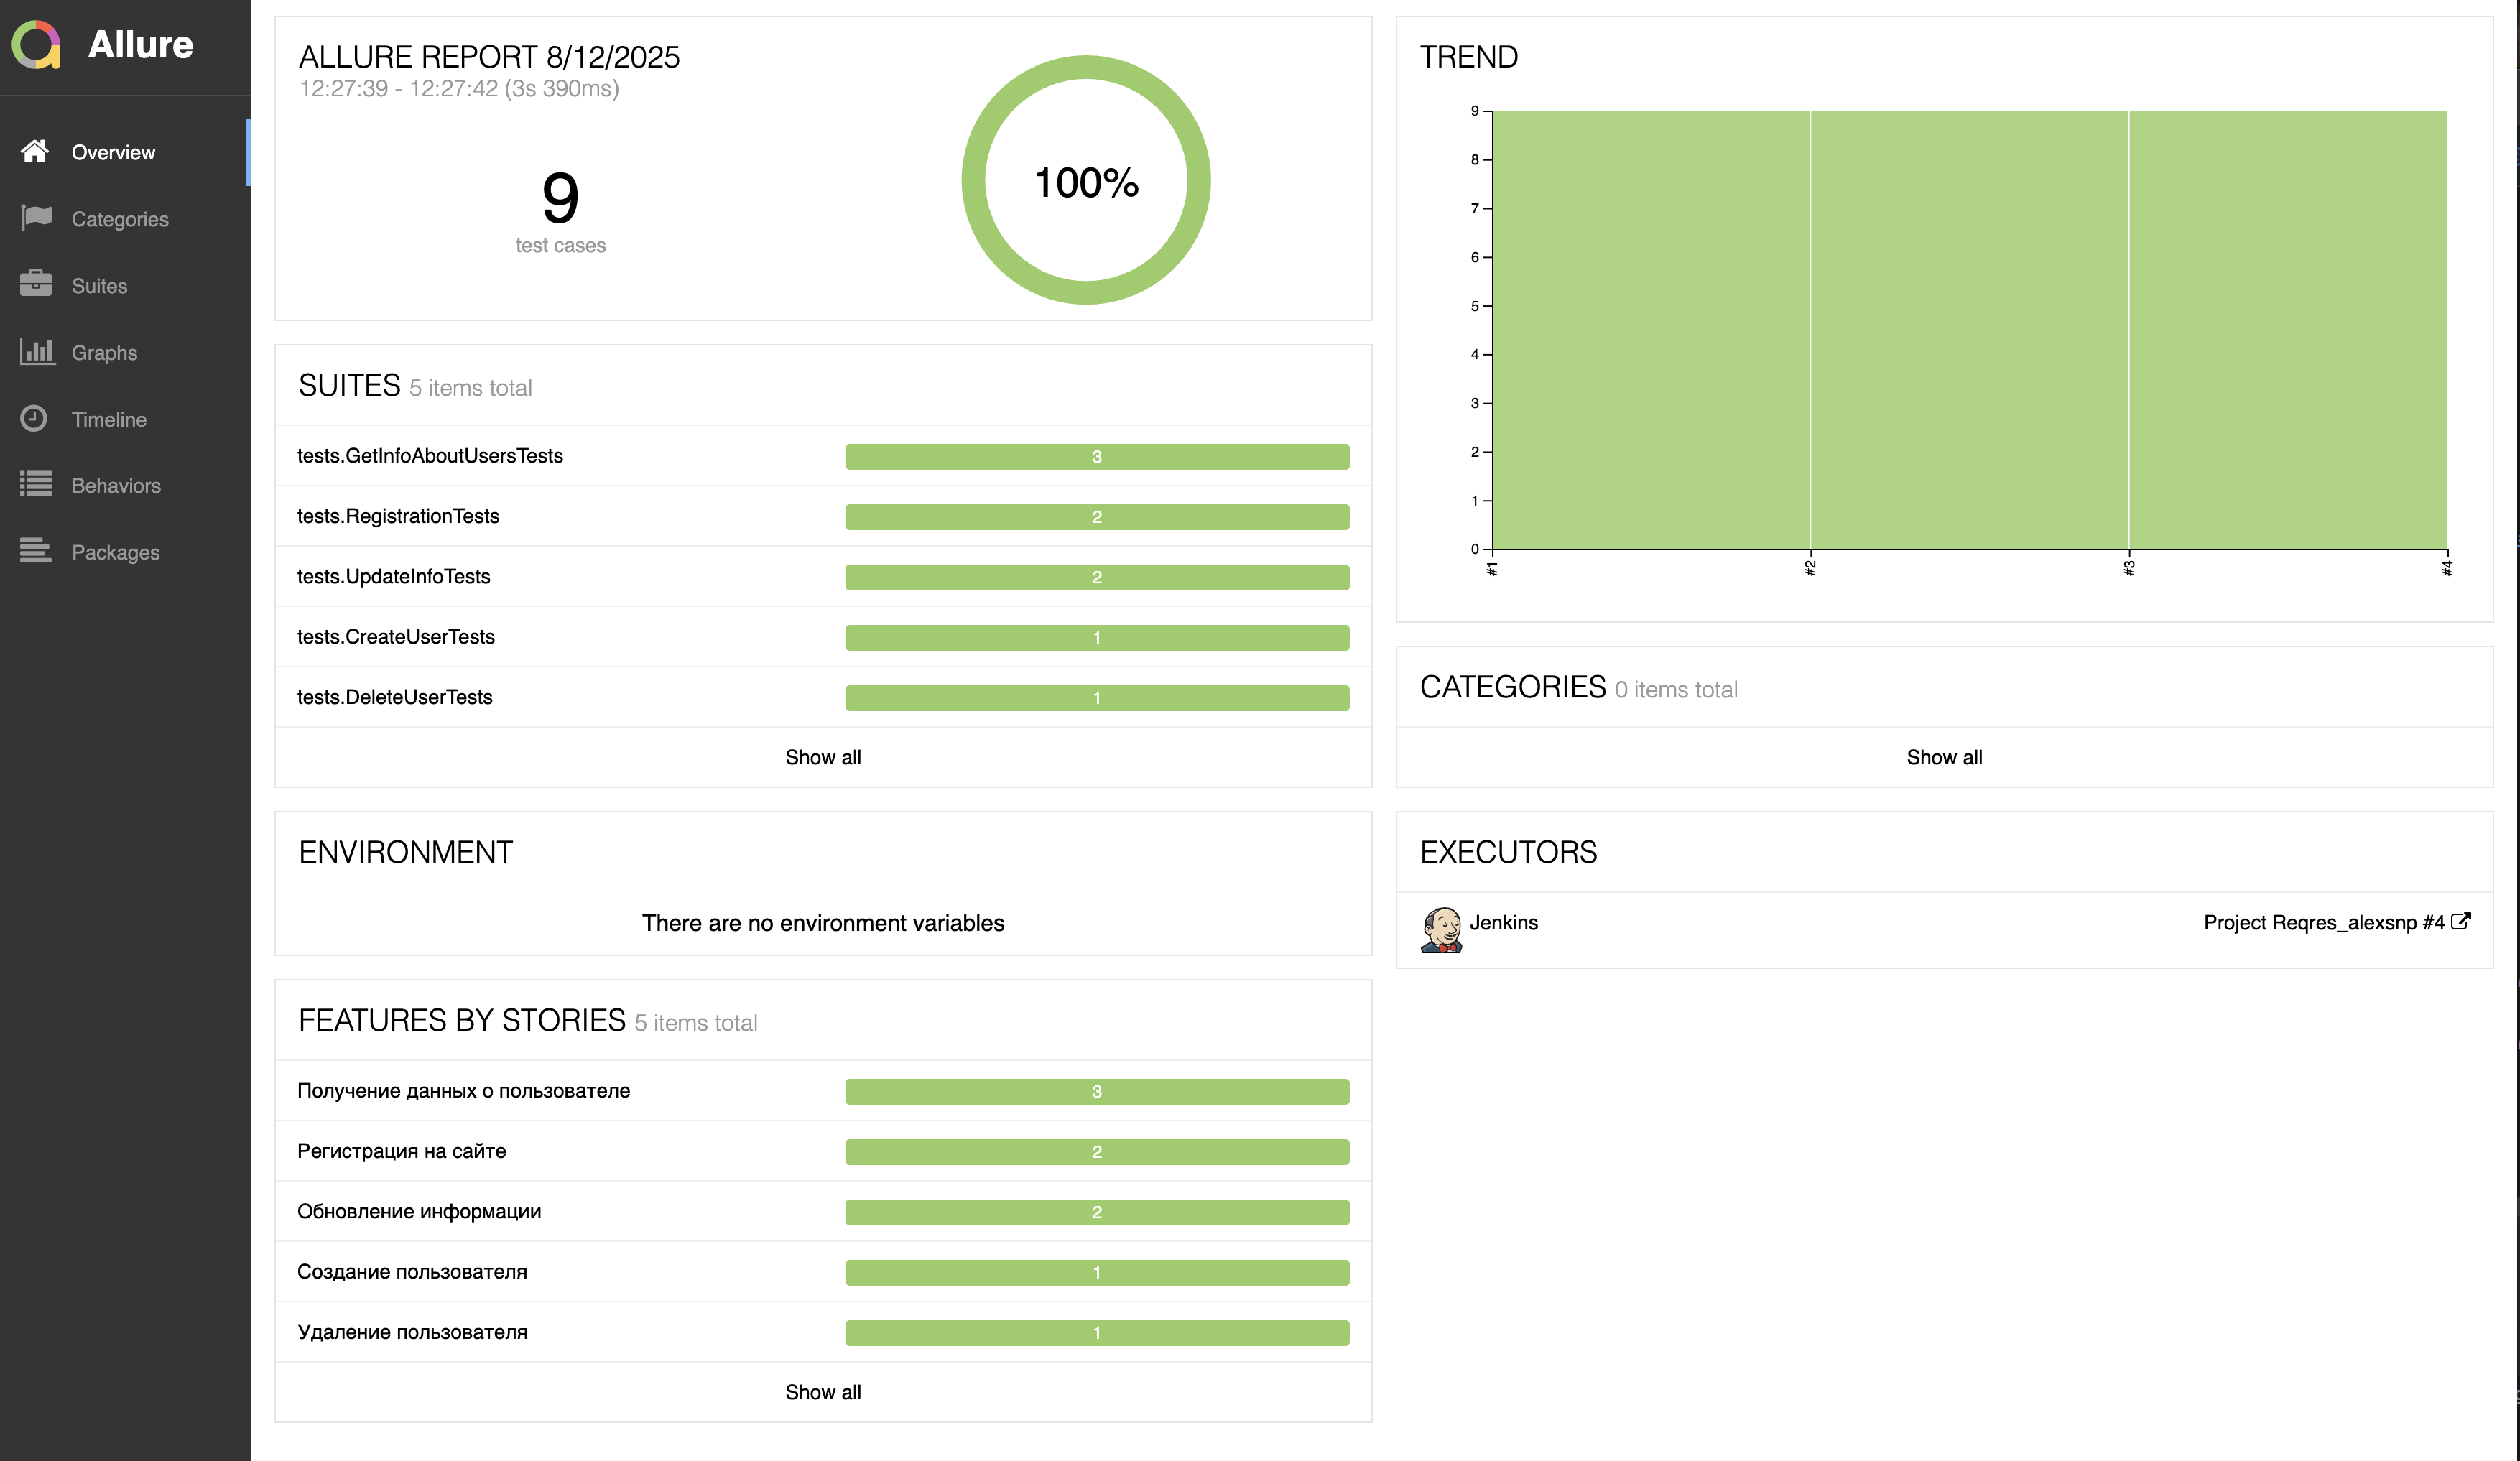 Allure
Overview
Categories
Suites
Graphs
Timeline
Behaviors
Packages
ALLURE REPORT 8/12/2025
12:27:39 - 12:27:42 (3s 390ms)
9
test cases
100%
SUITES 5 items total
tests.GetInfoAboutUsersTests 3
tests.RegistrationTests 2
tests.UpdateInfoTests 2
tests.CreateUserTests 1
tests.DeleteUserTests 1
Show all
ENVIRONMENT
There are no environment variables
FEATURES BY STORIES 5 items total
Получение данных о пользователе 3
Регистрация на сайте 2
Обновление информации 2
Создание пользователя 1
Удаление пользователя 1
Show all
TREND
9
8
7
6
5
4
3
2
1
0
#1 #2 #3 #4
CATEGORIES 0 items total
Show all
EXECUTORS
Jenkins Project Reqres_alexsnp #4